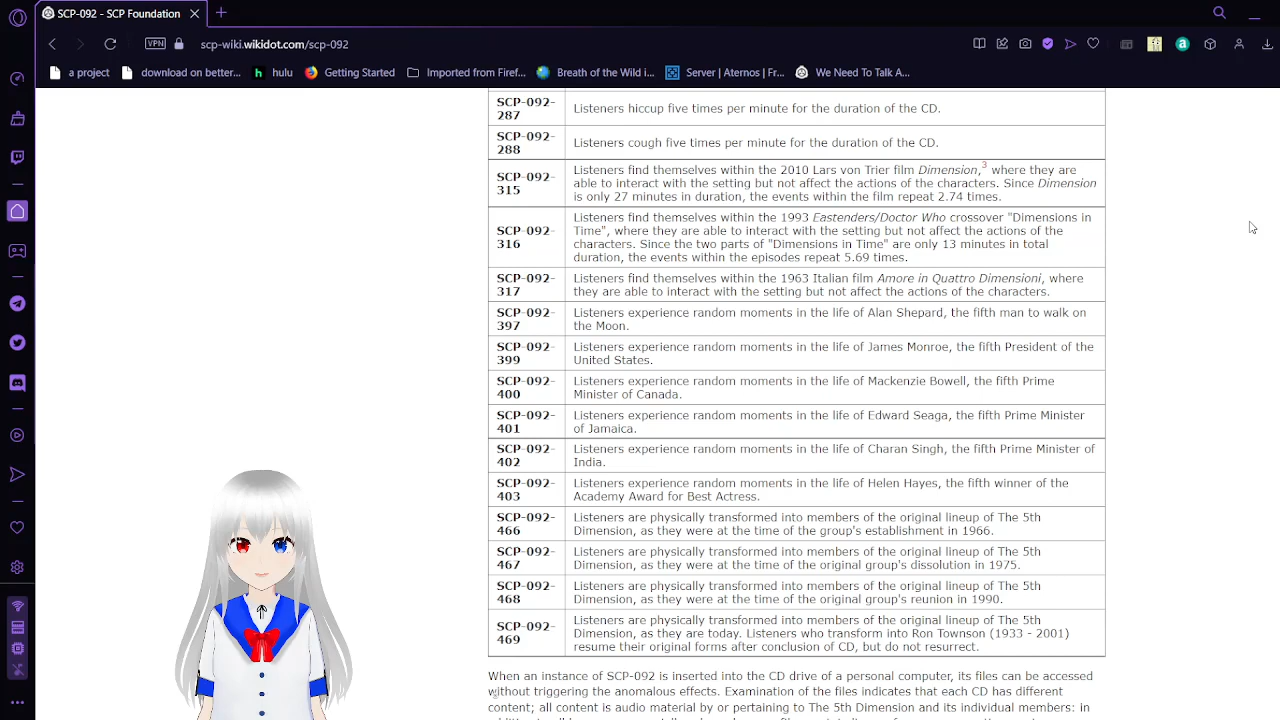 SCP-092 - SCP Foundation
VPN
scp-wiki.wikidot.com/scp-092
a project
download on better...
h hulu
Getting Started
Imported from Firef...
Breath of the Wild i...
Server | Aternos | Fr...
We Need To Talk A...
SCP-092-
287
Listeners hiccup five times per minute for the duration of the CD.
SCP-092-
288
Listeners cough five times per minute for the duration of the CD.
SCP-092-
315
Listeners find themselves within the 2010 Lars von Trier film Dimension,3 where they are
able to interact with the setting but not affect the actions of the characters. Since Dimension
is only 27 minutes in duration, the events within the film repeat 2.74 times.
SCP-092-
316
Listeners find themselves within the 1993 Eastenders/Doctor Who crossover "Dimensions in
Time", where they are able to interact with the setting but not affect the actions of the
characters. Since the two parts of "Dimensions in Time" are only 13 minutes in total
duration, the events within the episodes repeat 5.69 times.
SCP-092-
317
Listeners find themselves within the 1963 Italian film Amore in Quattro Dimensioni, where
they are able to interact with the setting but not affect the actions of the characters.
SCP-092-
397
Listeners experience random moments in the life of Alan Shepard, the fifth man to walk on
the Moon.
SCP-092-
399
Listeners experience random moments in the life of James Monroe, the fifth President of the
United States.
SCP-092-
400
Listeners experience random moments in the life of Mackenzie Bowell, the fifth Prime
Minister of Canada.
SCP-092-
401
Listeners experience random moments in the life of Edward Seaga, the fifth Prime Minister
of Jamaica.
SCP-092-
402
Listeners experience random moments in the life of Charan Singh, the fifth Prime Minister of
India.
SCP-092-
403
Listeners experience random moments in the life of Helen Hayes, the fifth winner of the
Academy Award for Best Actress.
SCP-092-
466
Listeners are physically transformed into members of the original lineup of The 5th
Dimension, as they were at the time of the group's establishment in 1966.
SCP-092-
467
Listeners are physically transformed into members of the original lineup of The 5th
Dimension, as they were at the time of the original group's dissolution in 1975.
SCP-092-
468
Listeners are physically transformed into members of the original lineup of The 5th
Dimension, as they were at the time of the original group's reunion in 1990.
SCP-092-
469
Listeners are physically transformed into members of the original lineup of The 5th
Dimension, as they are today. Listeners who transform into Ron Townson (1933 - 2001)
resume their original forms after conclusion of CD, but do not resurrect.
When an instance of SCP-092 is inserted into the CD drive of a personal computer, its files can be accessed
without triggering the anomalous effects. Examination of the files indicates that each CD has different
content; all content is audio material by or pertaining to The 5th Dimension and its individual members: in